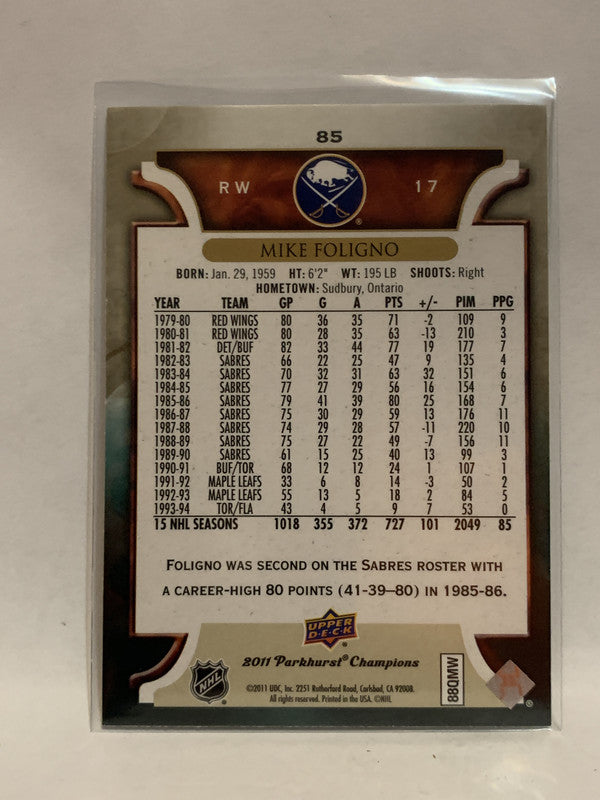 85
RW 17
®
MIKE FOLIGNO
BORN: Jan. 29, 1959 HT: 6'2" WT: 195 LB SHOOTS: Right
HOMETOWN: Sudbury, Ontario
YEAR TEAM GP G A PTS +/- PIM PPG
1979-80 RED WINGS 80 36 35 71 -2 109 9
1980-81 RED WINGS 80 28 35 63 -13 210 3
1981-82 DET/BUF 82 33 44 77 19 177 7
1982-83 SABRES 66 22 25 47 9 135 4
1983-84 SABRES 70 32 31 63 32 151 6
1984-85 SABRES 77 27 29 56 16 154 6
1985-86 SABRES 79 41 39 80 25 168 7
1986-87 SABRES 75 30 29 59 13 176 11
1987-88 SABRES 74 29 28 57 -11 220 10
1988-89 SABRES 75 27 22 49 -7 156 11
1989-90 SABRES 61 15 25 40 13 99 3
1990-91 BUF/TOR 68 12 12 24 1 107 1
1991-92 MAPLE LEAFS 33 6 8 14 -3 50 2
1992-93 MAPLE LEAFS 55 13 5 18 2 84 5
1993-94 TOR/FLA 43 4 5 9 7 53 0
15 NHL SEASONS 1018 355 372 727 101 2049 85
FOLIGNO WAS SECOND ON THE SABRES ROSTER WITH
A CAREER-HIGH 80 POINTS (41-39–80) IN 1985-86.
UPPER
D·E·C·K
2011 Parkhurst® Champions
NHL
©2011 UDC, Inc. 2251 Rutherford Road, Carlsbad, CA 92008.
All rights reserved. Printed in the USA. ©NHL
88QMW
®